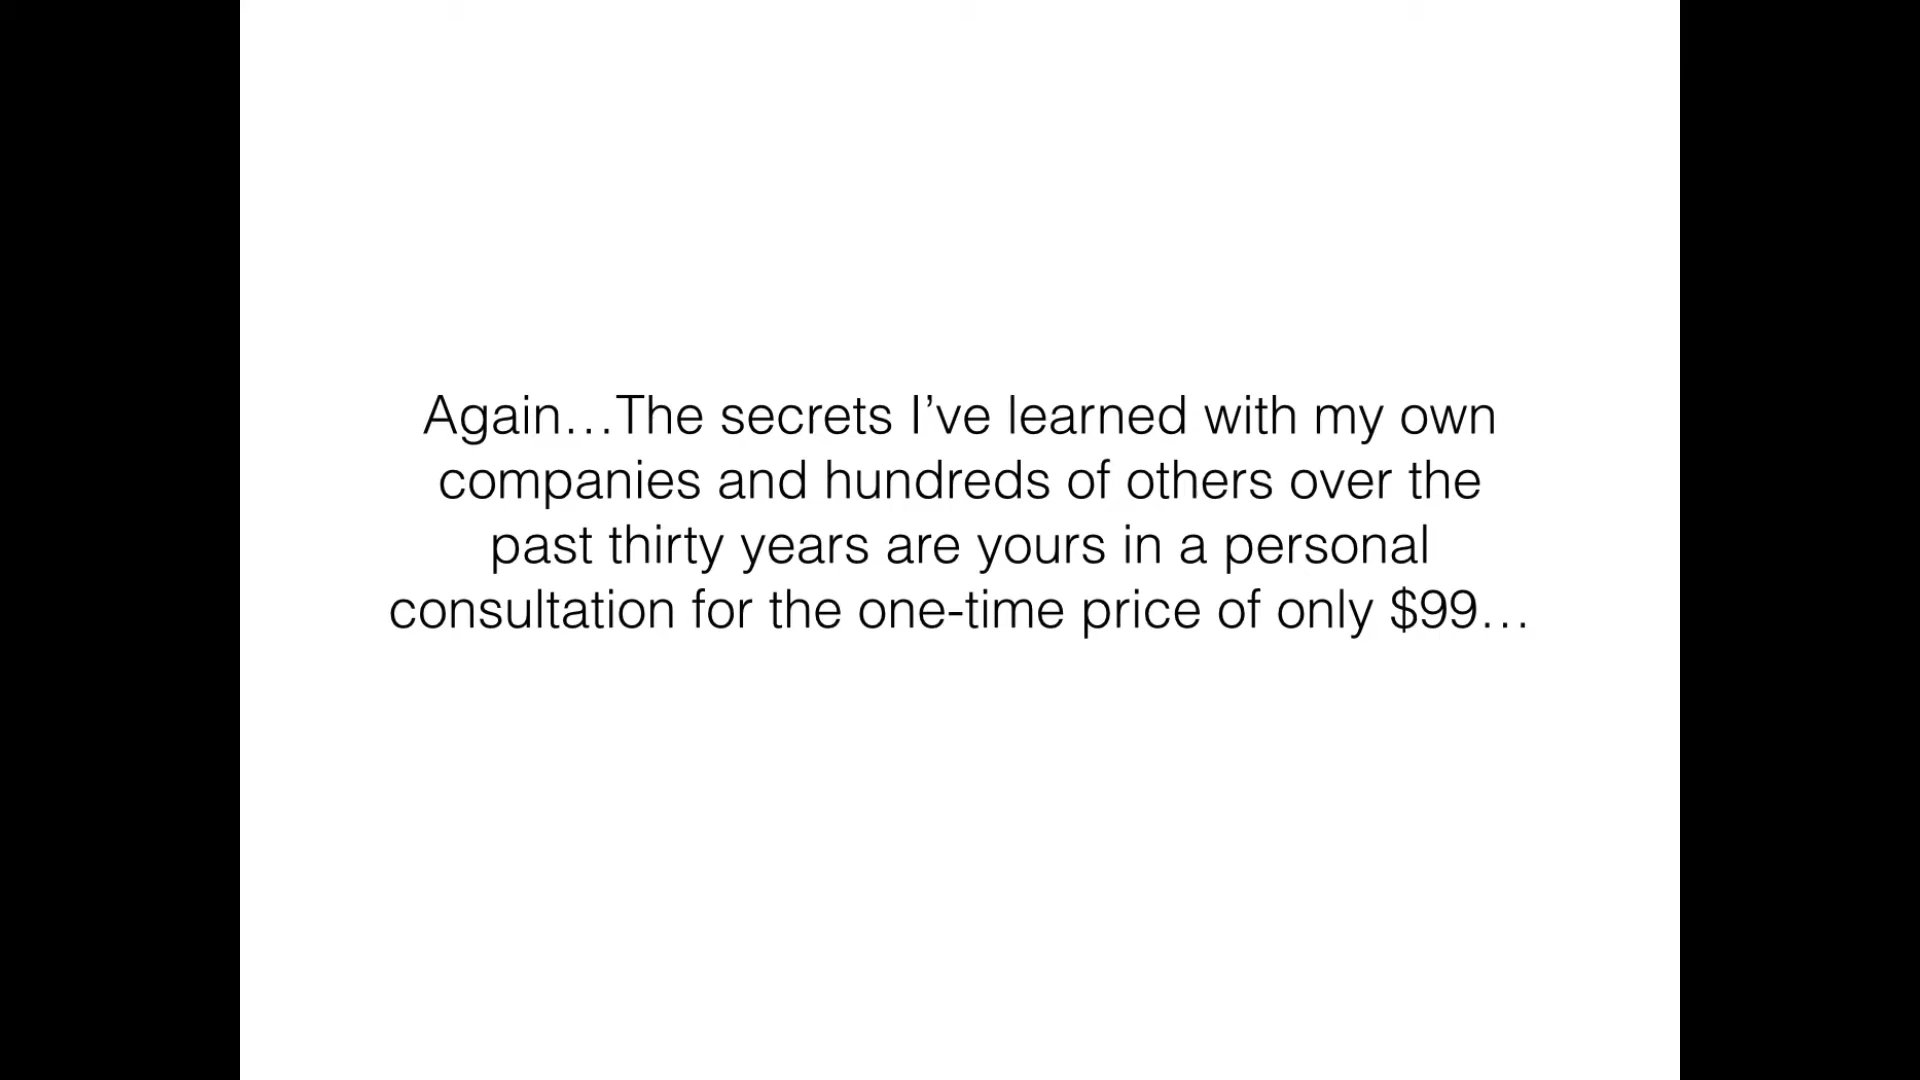 Again…The secrets I’ve learned with my own
companies and hundreds of others over the
past thirty years are yours in a personal
consultation for the one-time price of only $99…